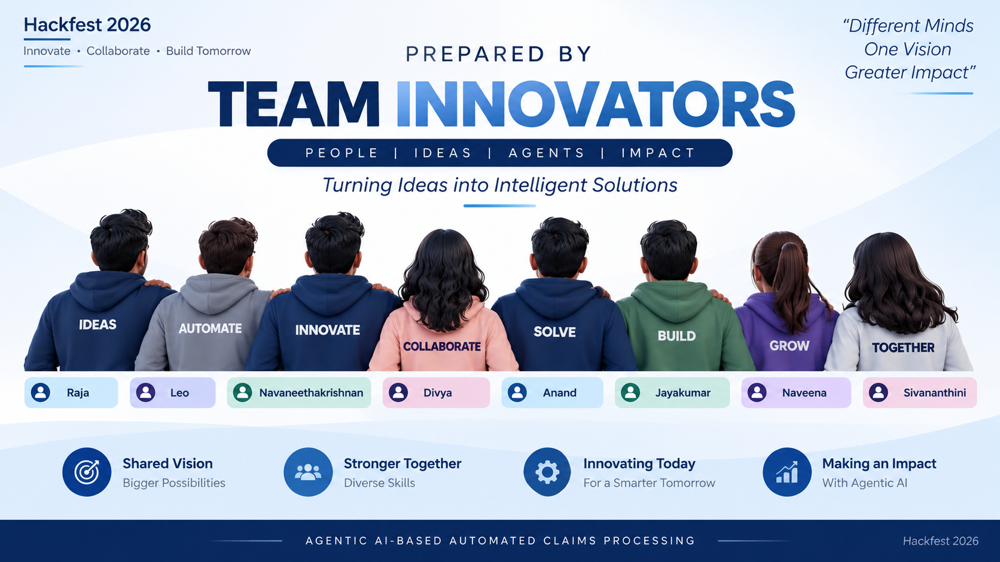 Hackfest 2026
Innovate • Collaborate • Build Tomorrow
“Different Minds
One Vision
Greater Impact”
PREPARED BY
TEAM INNOVATORS
PEOPLE | IDEAS | AGENTS | IMPACT
Turning Ideas into Intelligent Solutions
IDEAS
AUTOMATE
INNOVATE
COLLABORATE
SOLVE
BUILD
GROW
TOGETHER
Raja
Leo
Navaneethakrishnan
Divya
Anand
Jayakumar
Naveena
Sivananthini
Shared Vision
Bigger Possibilities
Stronger Together
Diverse Skills
Innovating Today
For a Smarter Tomorrow
Making an Impact
With Agentic AI
AGENTIC AI-BASED AUTOMATED CLAIMS PROCESSING
Hackfest 2026